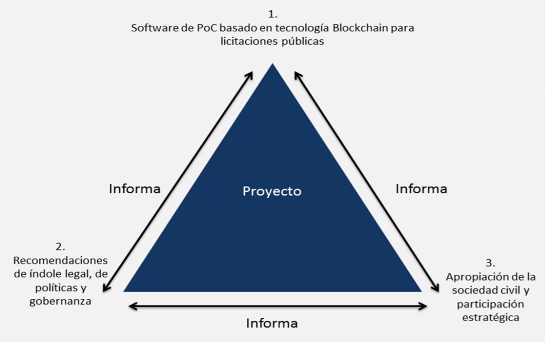 1.
Software de PoC basado en tecnología Blockchain para
licitaciones públicas
Informa
Proyecto
Informa
2.
Recomendaciones
de índole legal, de
políticas y
gobernanza
3.
Apropiación de la
sociedad civil y
participación
estratégica
Informa